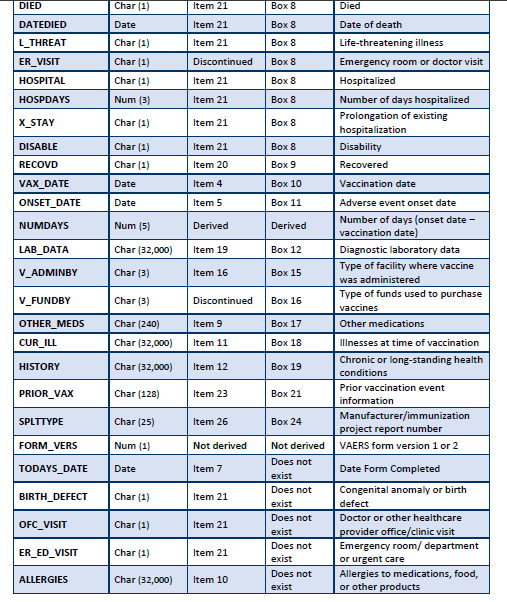 DIED Char (1) Item 21 Box 8 Died
DATEDIED Date Item 21 Box 8 Date of death
L_THREAT Char (1) Item 21 Box 8 Life-threatening illness
ER_VISIT Char (1) Discontinued Box 8 Emergency room or doctor visit
HOSPITAL Char (1) Item 21 Box 8 Hospitalized
HOSPDAYS Num (3) Item 21 Box 8 Number of days hospitalized
X_STAY Char (1) Item 21 Box 8 Prolongation of existing
hospitalization
DISABLE Char (1) Item 21 Box 8 Disability
RECOVD Char (1) Item 20 Box 9 Recovered
VAX_DATE Date Item 4 Box 10 Vaccination date
ONSET_DATE Date Item 5 Box 11 Adverse event onset date
NUMDAYS Num (5) Derived Derived Number of days (onset date –
vaccination date)
LAB_DATA Char (32,000) Item 19 Box 12 Diagnostic laboratory data
V_ADMINBY Char (3) Item 16 Box 15 Type of facility where vaccine
was administered
V_FUNDBY Char (3) Discontinued Box 16 Type of funds used to purchase
vaccines
OTHER_MEDS Char (240) Item 9 Box 17 Other medications
CUR_ILL Char (32,000) Item 11 Box 18 Illnesses at time of vaccination
HISTORY Char (32,000) Item 12 Box 19 Chronic or long-standing health
conditions
PRIOR_VAX Char (128) Item 23 Box 21 Prior vaccination event
information
SPLTTYPE Char (25) Item 26 Box 24 Manufacturer/immunization
project report number
FORM_VERS Num (1) Not derived Not derived VAERS form version 1 or 2
TODAYS_DATE Date Item 7 Does not
exist Date Form Completed
BIRTH_DEFECT Char (1) Item 21 Does not
exist Congenital anomaly or birth
defect
OFC_VISIT Char (1) Item 21 Does not
exist Doctor or other healthcare
provider office/clinic visit
ER_ED_VISIT Char (1) Item 21 Does not
exist Emergency room/ department
or urgent care
ALLERGIES Char (32,000) Item 10 Does not
exist Allergies to medications, food,
or other products